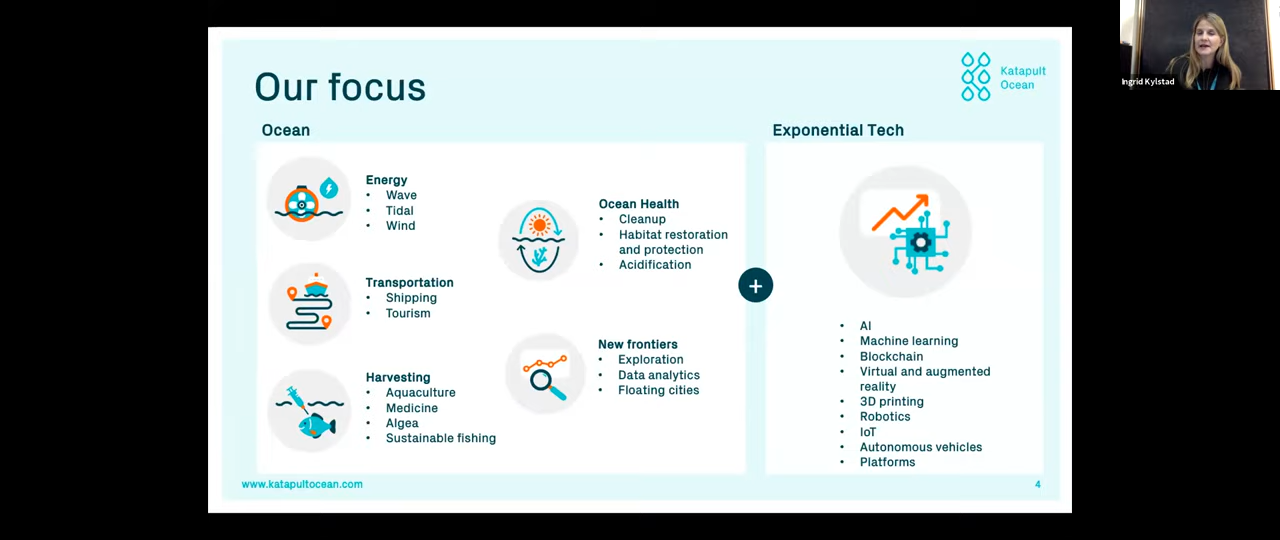 Our focus
Katapult
Ocean
Ingrid Kylstad
Ocean
Energy
• Wave
• Tidal
• Wind
Transportation
• Shipping
• Tourism
Harvesting
• Aquaculture
• Medicine
• Algea
• Sustainable fishing
Ocean Health
• Cleanup
• Habitat restoration
and protection
• Acidification
New frontiers
• Exploration
• Data analytics
• Floating cities
+
Exponential Tech
• AI
• Machine learning
• Blockchain
• Virtual and augmented
reality
• 3D printing
• Robotics
• IoT
• Autonomous vehicles
• Platforms
www.katapultocean.com
4